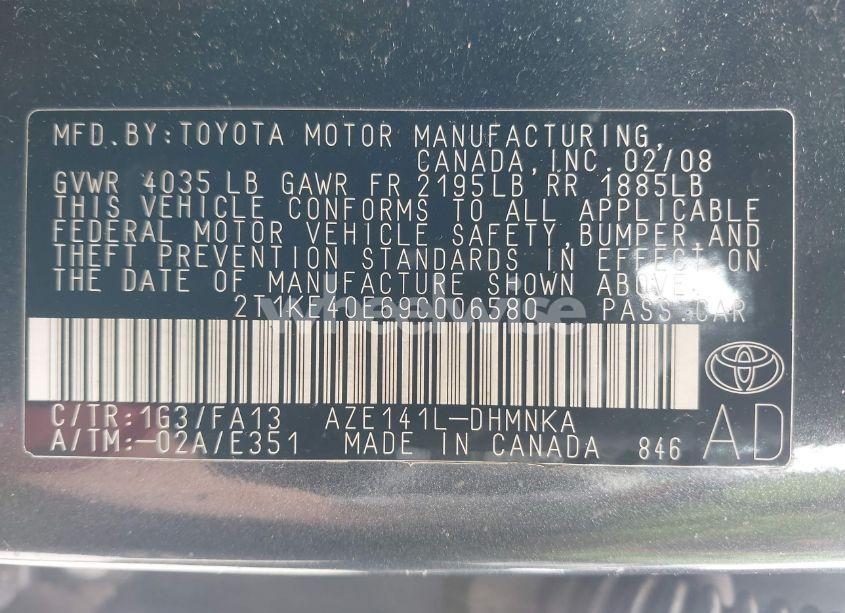 MFD.BY:TOYOTA MOTOR MANUFACTURING,
CANADA,INC. 02/08
GVWR 4035 LB GAWR FR 2195LB RR 1885LB
THIS VEHICLE CONFORMS TO ALL APPLICABLE
FEDERAL MOTOR VEHICLE SAFETY,BUMPER,AND
THEFT PREVENTION STANDARDS IN EFFECT ON
THE DATE OF MANUFACTURE SHOWN ABOVE.
2T1KE40E69C006580 PASS.CAR
wheelwise
C/TR:1G3/FA13 AZE141L-DHMNKA
A/TM:-02A/E351 MADE IN CANADA 846 AD